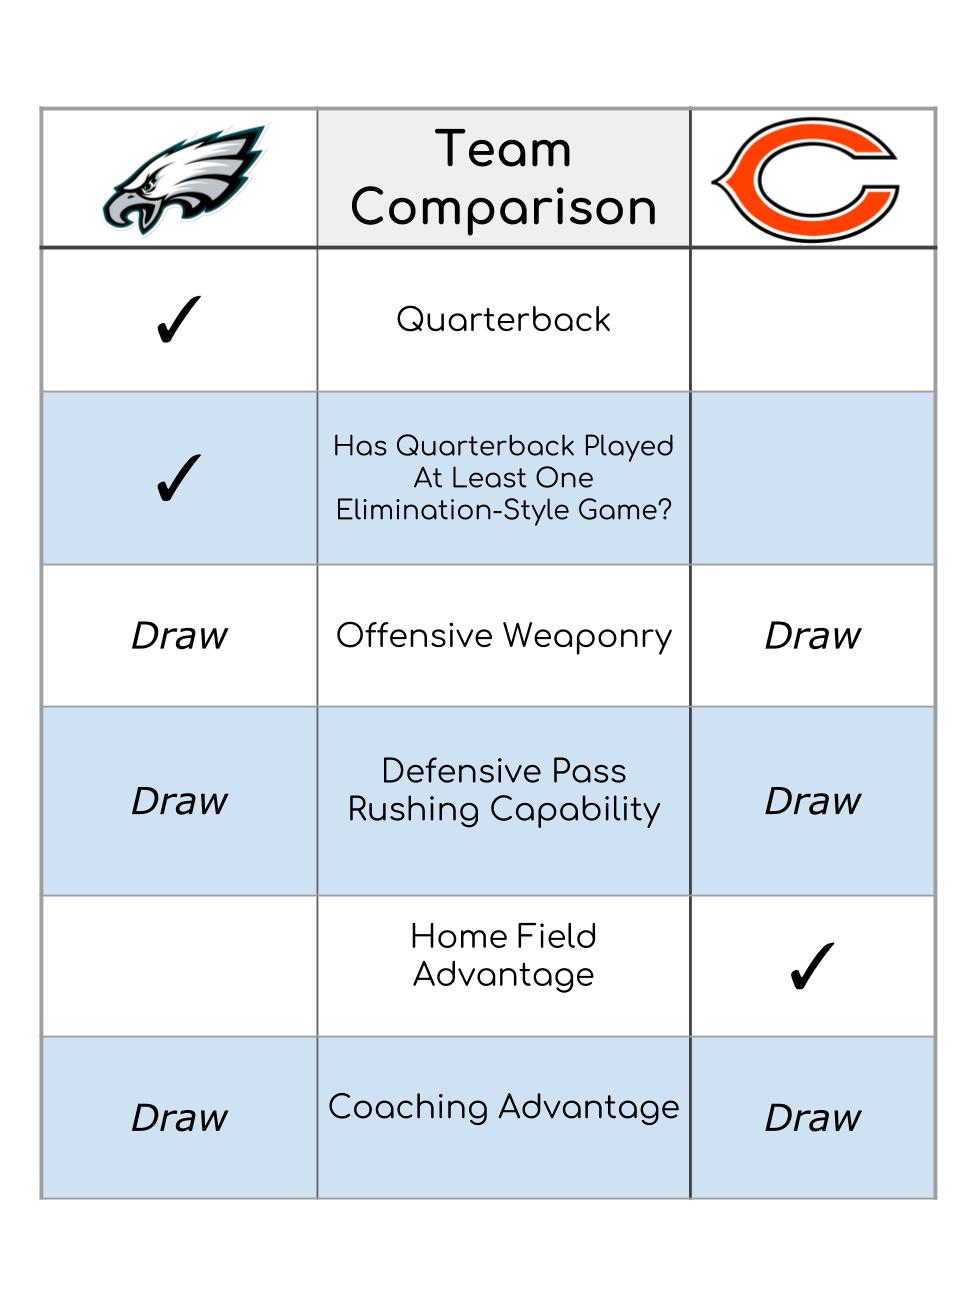 Team
Comparison
✓ Quarterback
✓ Has Quarterback Played
At Least One
Elimination-Style Game?
Draw Offensive Weaponry Draw
Defensive Pass
Draw Rushing Capability Draw
Home Field
Advantage ✓
Draw Coaching Advantage Draw